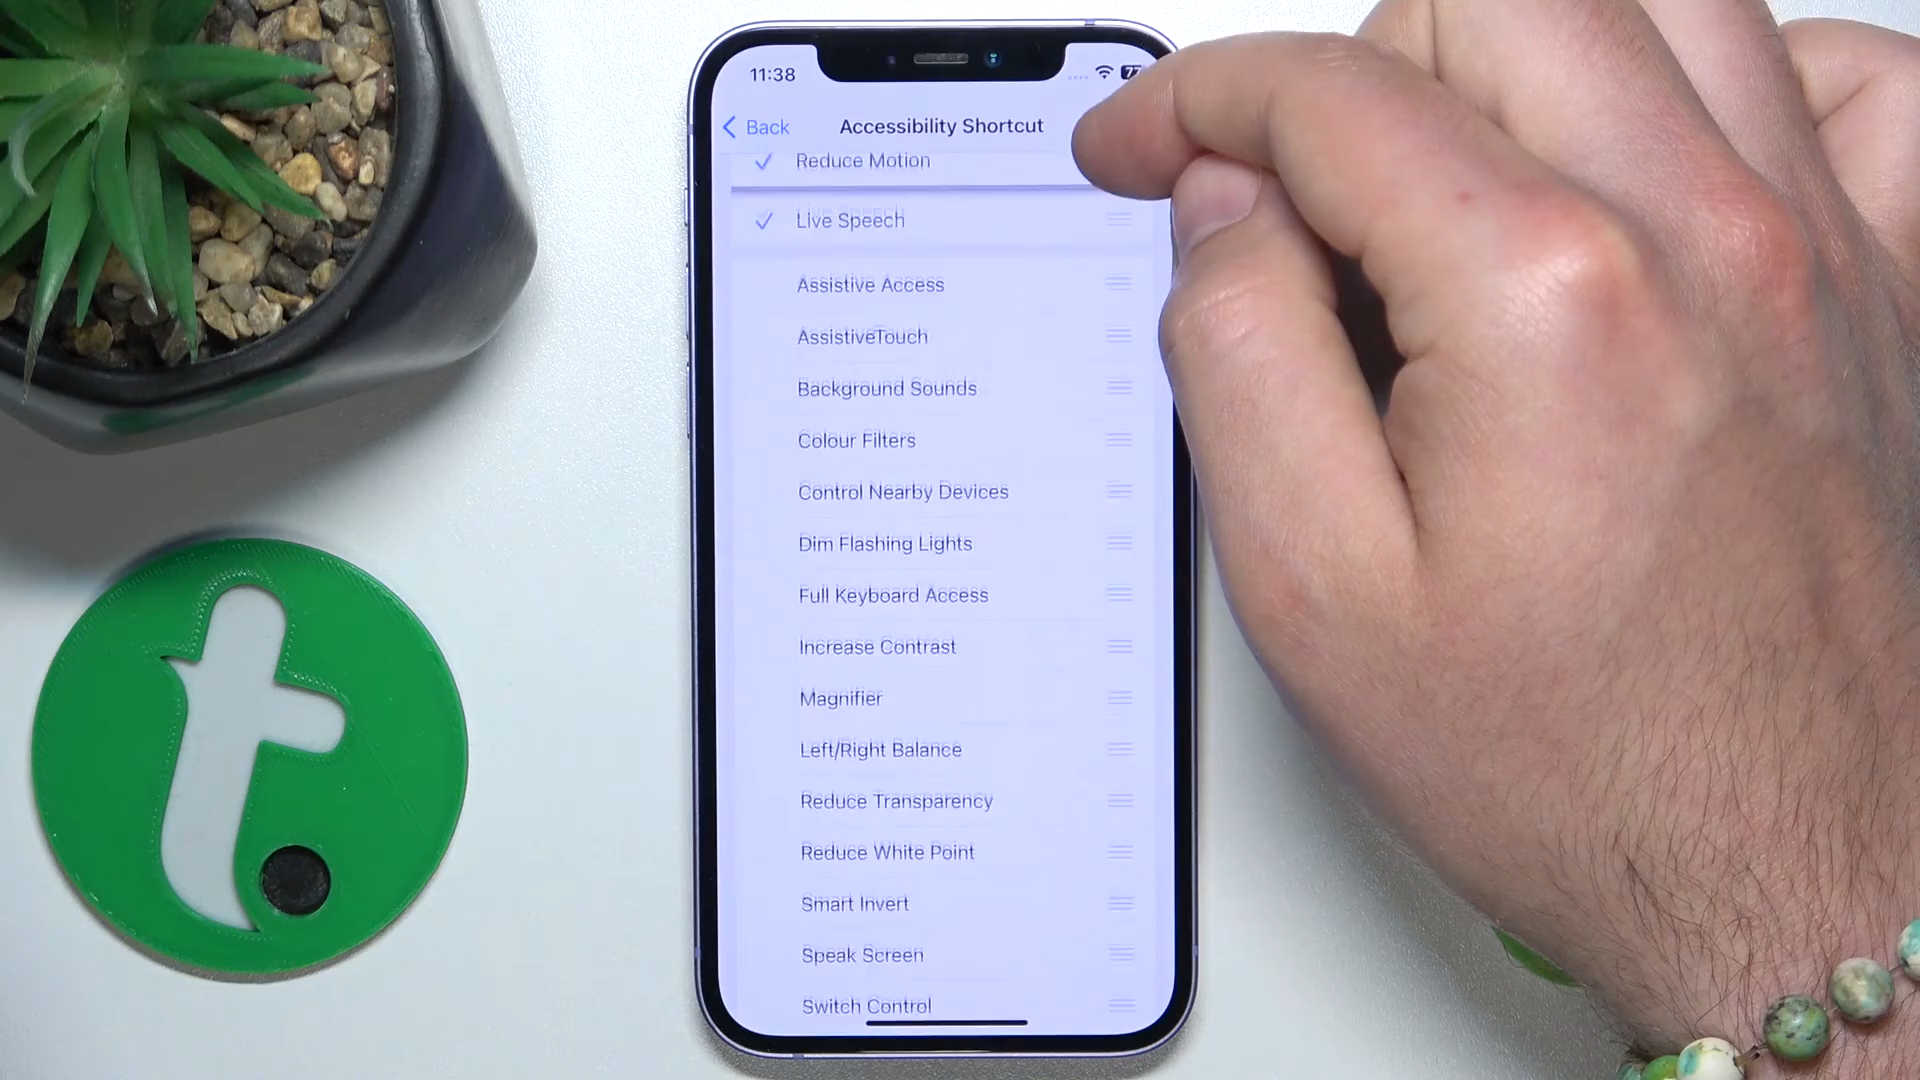 11:38
77
Back
Accessibility Shortcut
Reduce Motion
Live Speech
Assistive Access
AssistiveTouch
Background Sounds
Colour Filters
Control Nearby Devices
Dim Flashing Lights
Full Keyboard Access
Increase Contrast
Magnifier
Left/Right Balance
Reduce Transparency
Reduce White Point
Smart Invert
Speak Screen
Switch Control
t